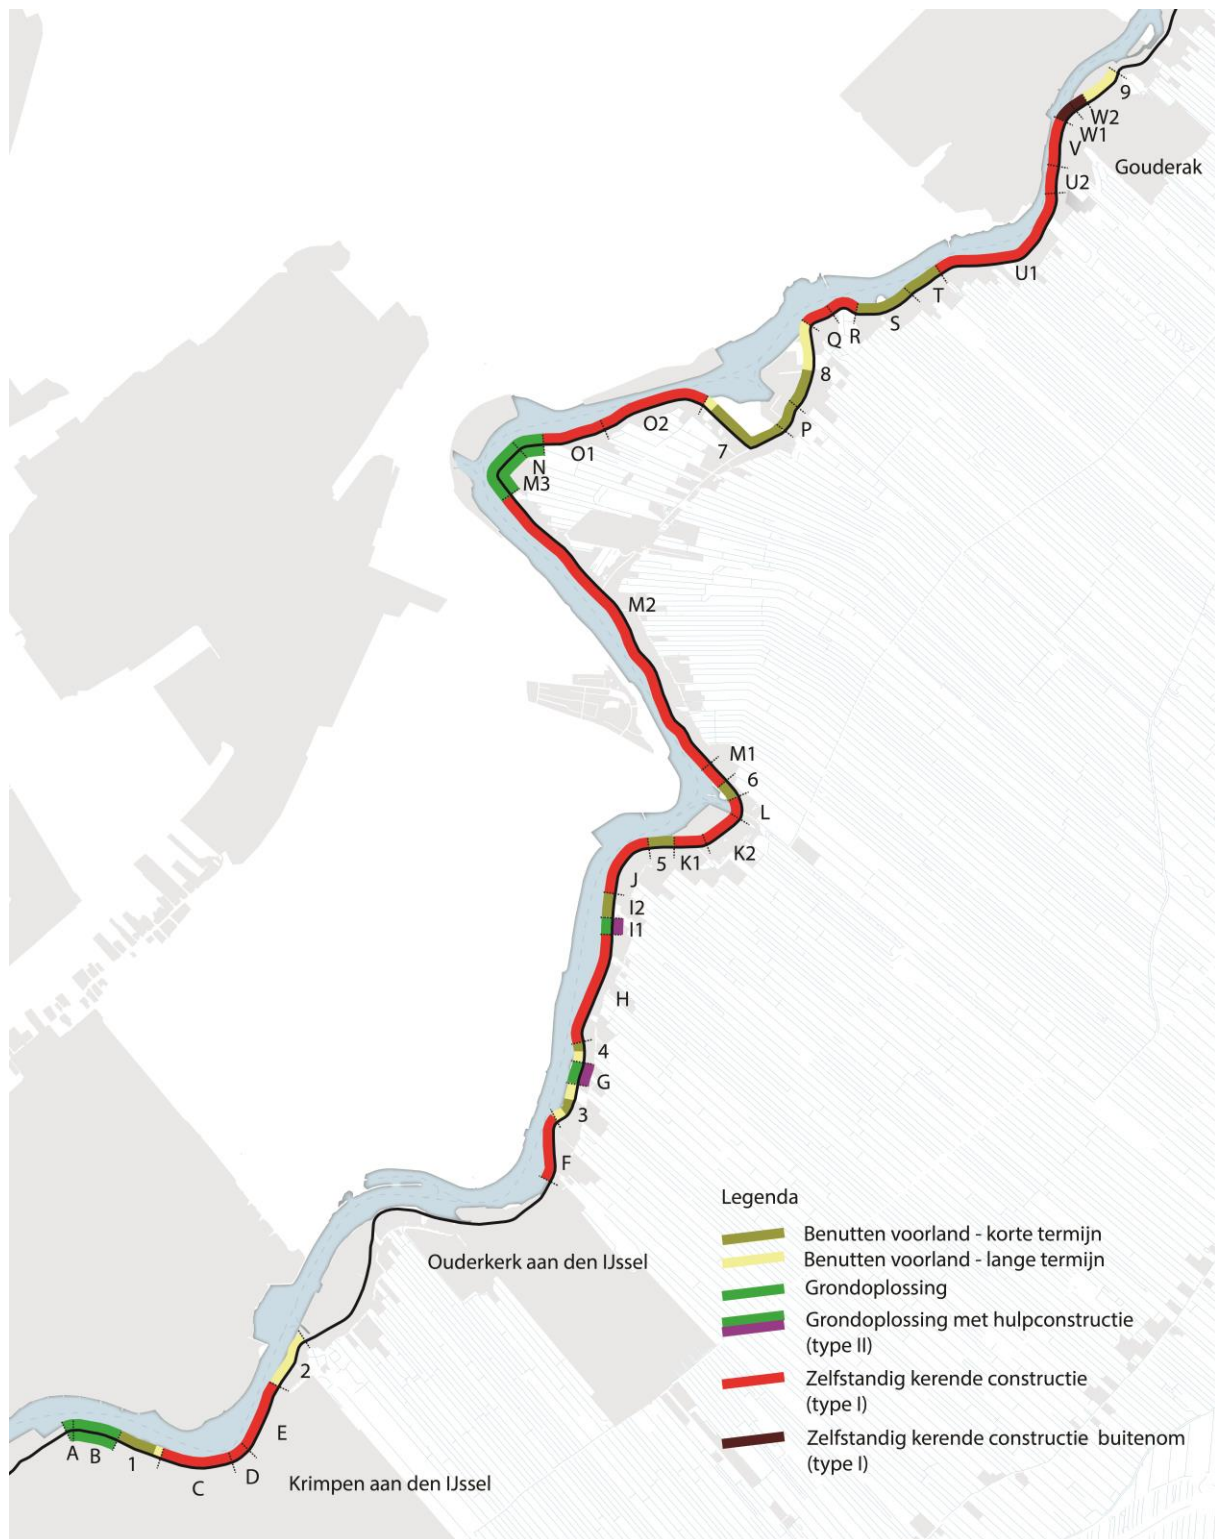 9
W2
W1
V
Gouderak
U2
U1
T
S
R
Q
8
P
O2
7
O1
N
M3
M2
M1
6
L
K2
K1
5
J
I2
I1
H
4
G
3
F
Ouderkerk aan den IJssel
2
E
D
C
1
B
A
Krimpen aan den IJssel
Legenda
Benutten voorland - korte termijn
Benutten voorland - lange termijn
Grondoplossing
Grondoplossing met hulpconstructie
(type II)
Zelfstandig kerende constructie
(type I)
Zelfstandig kerende constructie buitenom
(type I)